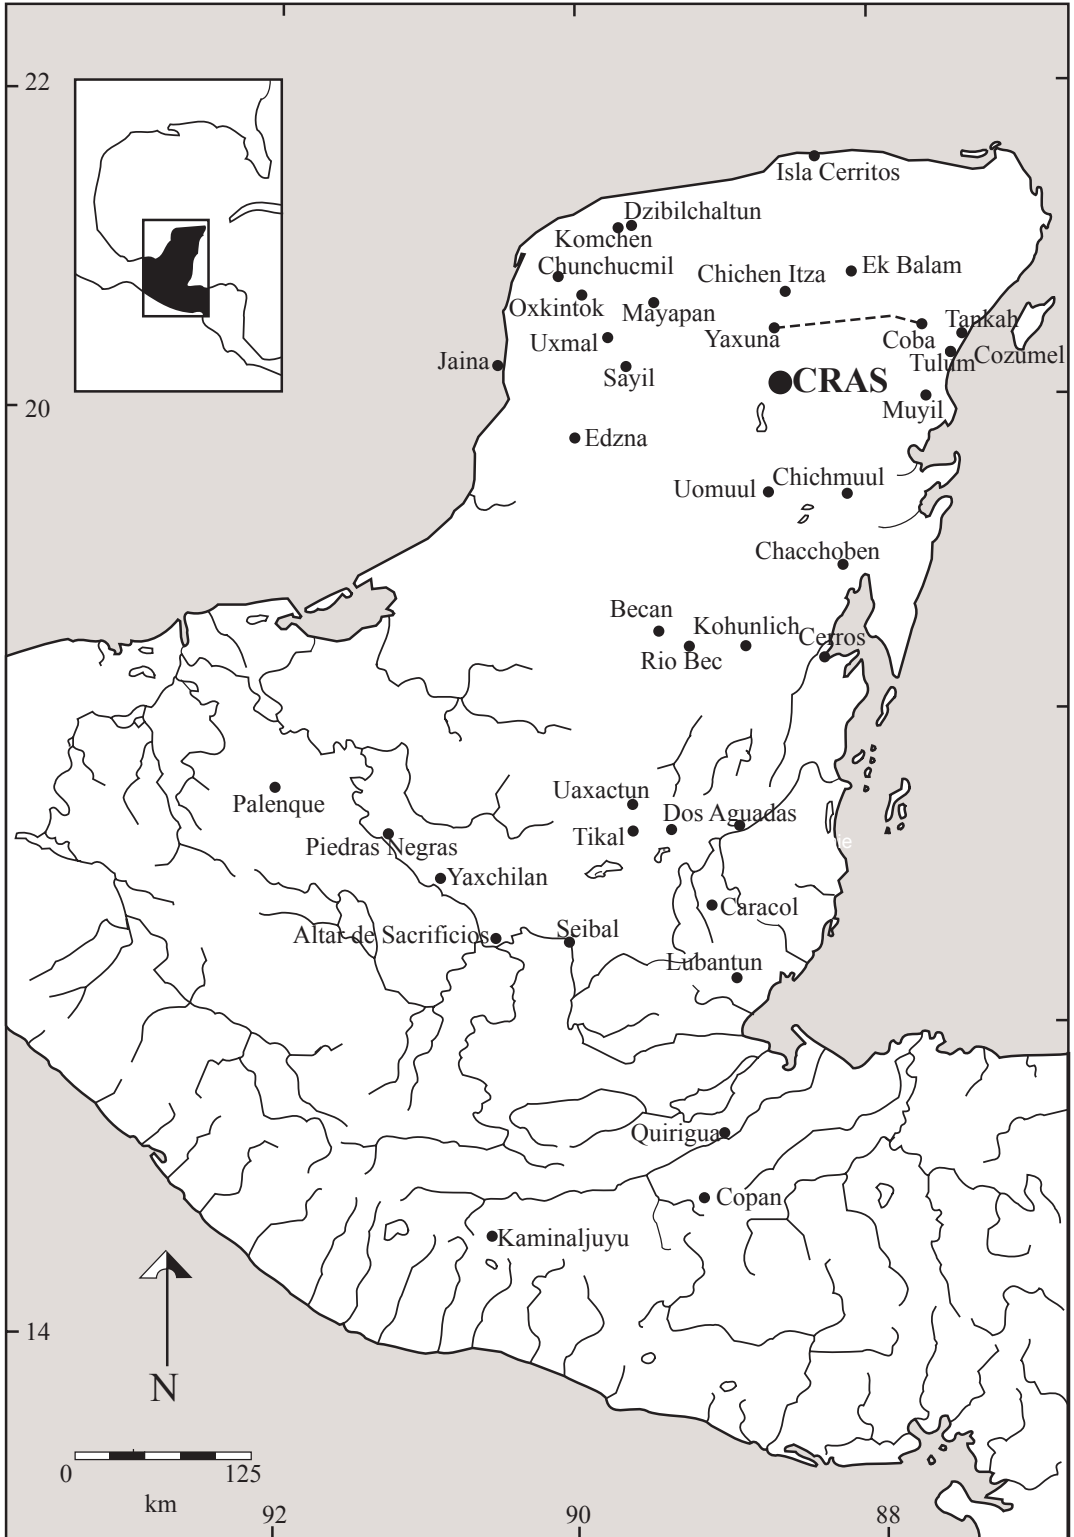 22
Isla Cerritos
Dzibilchaltun
Komchen
Chunchucmil
Chichen Itza
Ek Balam
Oxkintok
Mayapan
Tankah
Yaxuna
Coba
Uxmal
Jaina
Tulum
Cozumel
Sayil
CRAS
20
Muyil
Edzna
Uomuul
Chichmuul
Chacchoben
Becan
Kohunlich
Cerros
Rio Bec
Uaxactun
Palenque
Dos Aguadas
Tikal
Piedras Negras
Yaxchilan
Caracol
Altar de Sacrificios
Seibal
Lubantun
Quirigua
Copan
Kaminaljuyu
14
N
0
125
km
92
90
88